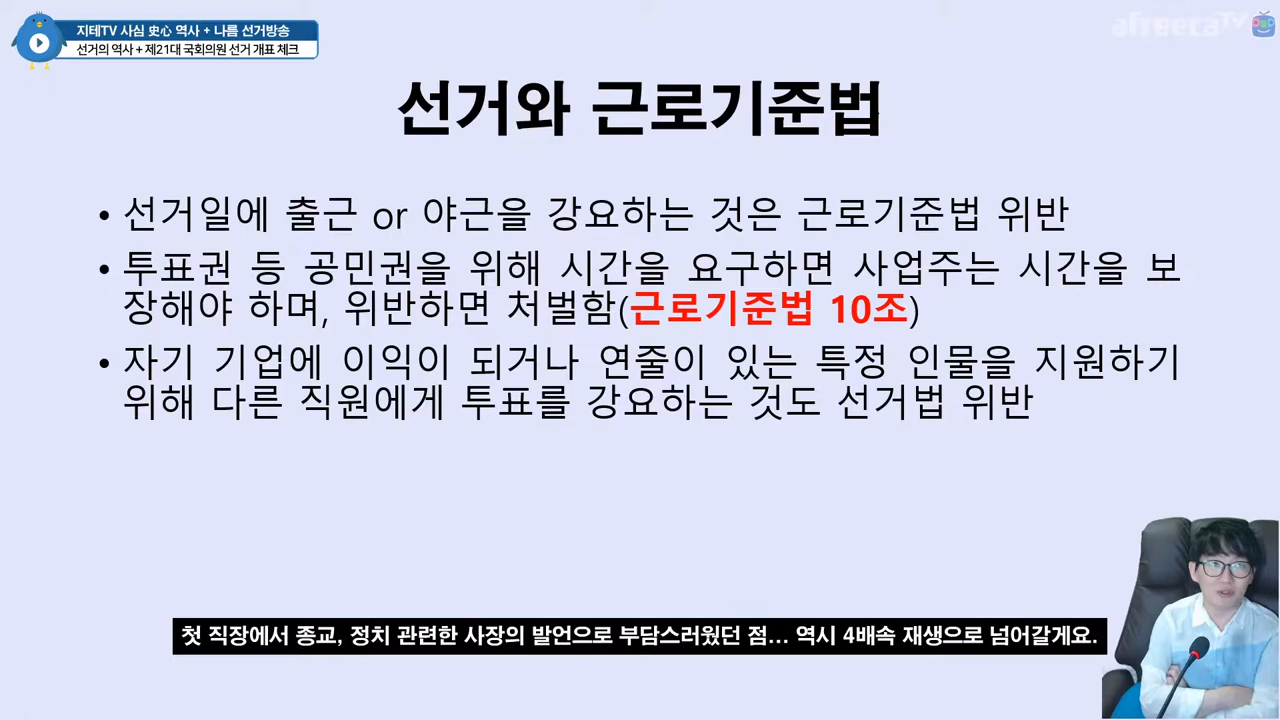 지테TV 사심 史心 역사 + 나름 선거방송
선거의 역사 + 제21대 국회의원 선거 개표 체크
afreecaTV
선거와 근로기준법
• 선거일에 출근 or 야근을 강요하는 것은 근로기준법 위반
• 투표권 등 공민권을 위해 시간을 요구하면 사업주는 시간을 보
장해야 하며, 위반하면 처벌함(근로기준법 10조)
• 자기 기업에 이익이 되거나 연줄이 있는 특정 인물을 지원하기
위해 다른 직원에게 투표를 강요하는 것도 선거법 위반
첫 직장에서 종교, 정치 관련한 사장의 발언으로 부담스러웠던 점... 역시 4배속 재생으로 넘어갈게요.